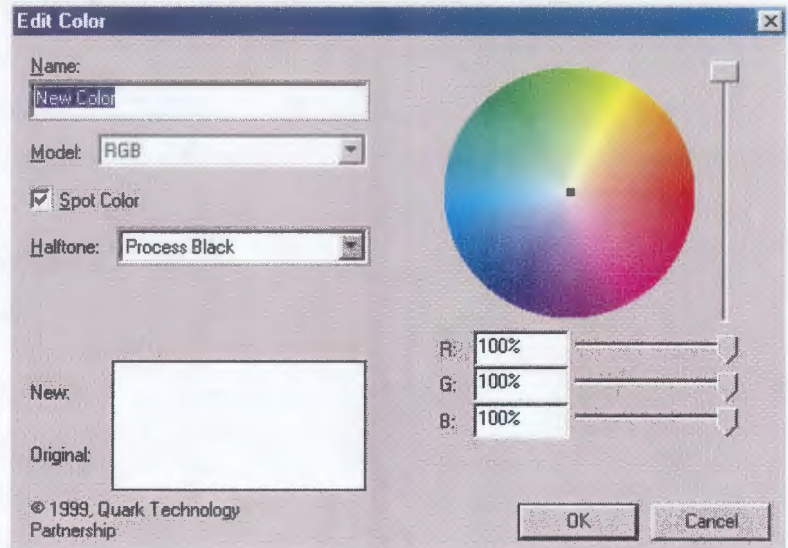 Edit Color
Name:
New Color
Model: RGB
Spot Color
Halftone: Process Black
R: 100%
G: 100%
B: 100%
New:
Original:
© 1999, Quark Technology
Partnership
OK Cancel